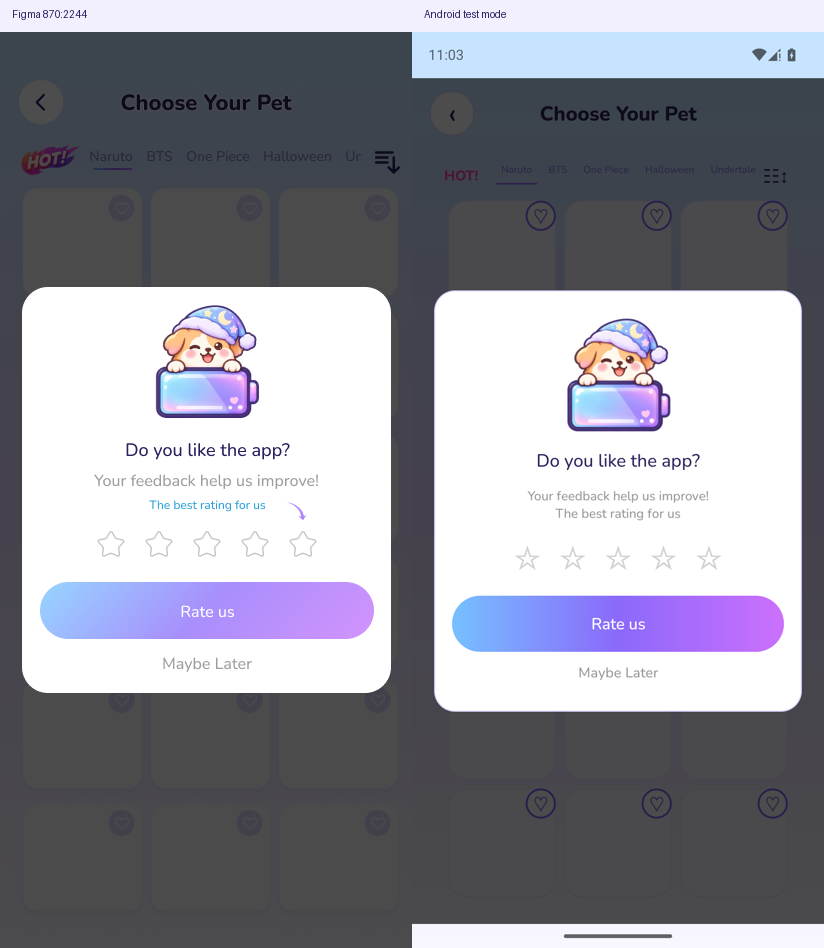 Figma 870:2244
Choose Your Pet
HOT!
Naruto BTS One Piece Halloween Ur
Do you like the app?
Your feedback help us improve!
The best rating for us
Rate us
Maybe Later
Android test mode
11:03
Choose Your Pet
HOT!
Naruto BTS One Piece Halloween Undertale
Do you like the app?
Your feedback help us improve!
The best rating for us
Rate us
Maybe Later